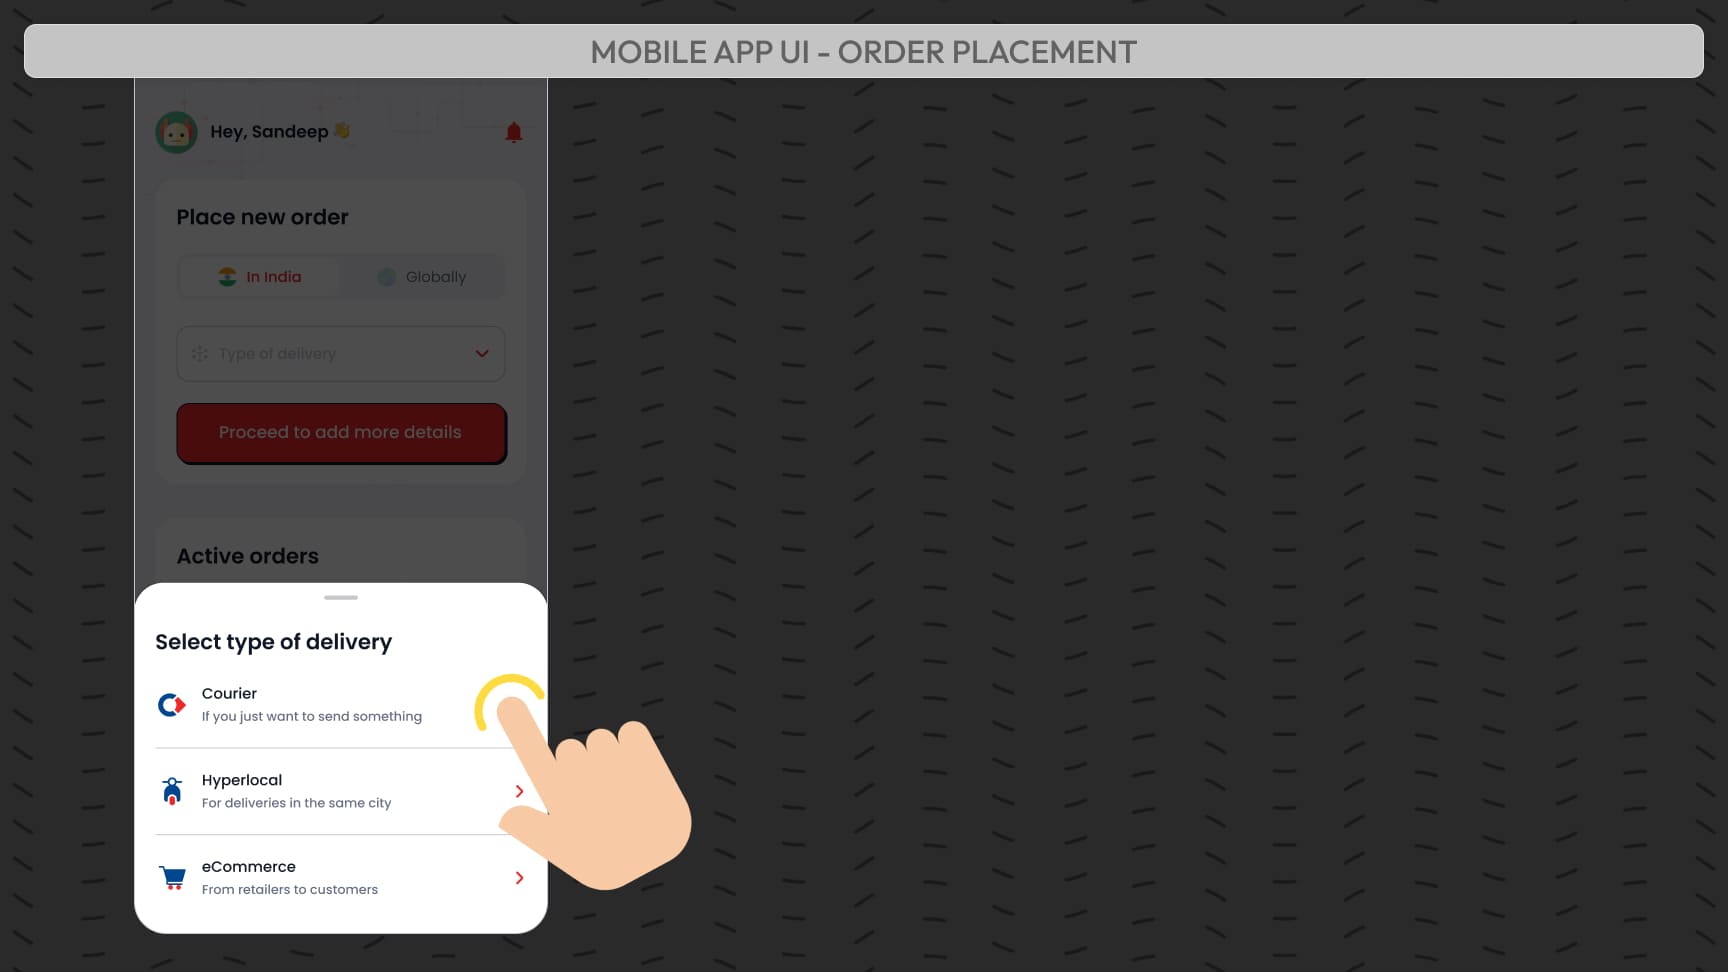 MOBILE APP UI - ORDER PLACEMENT
Hey, Sandeep 👋
Place new order
In India
Globally
Type of delivery
Proceed to add more details
Active orders
Select type of delivery
Courier
If you just want to send something
Hyperlocal
For deliveries in the same city
eCommerce
From retailers to customers